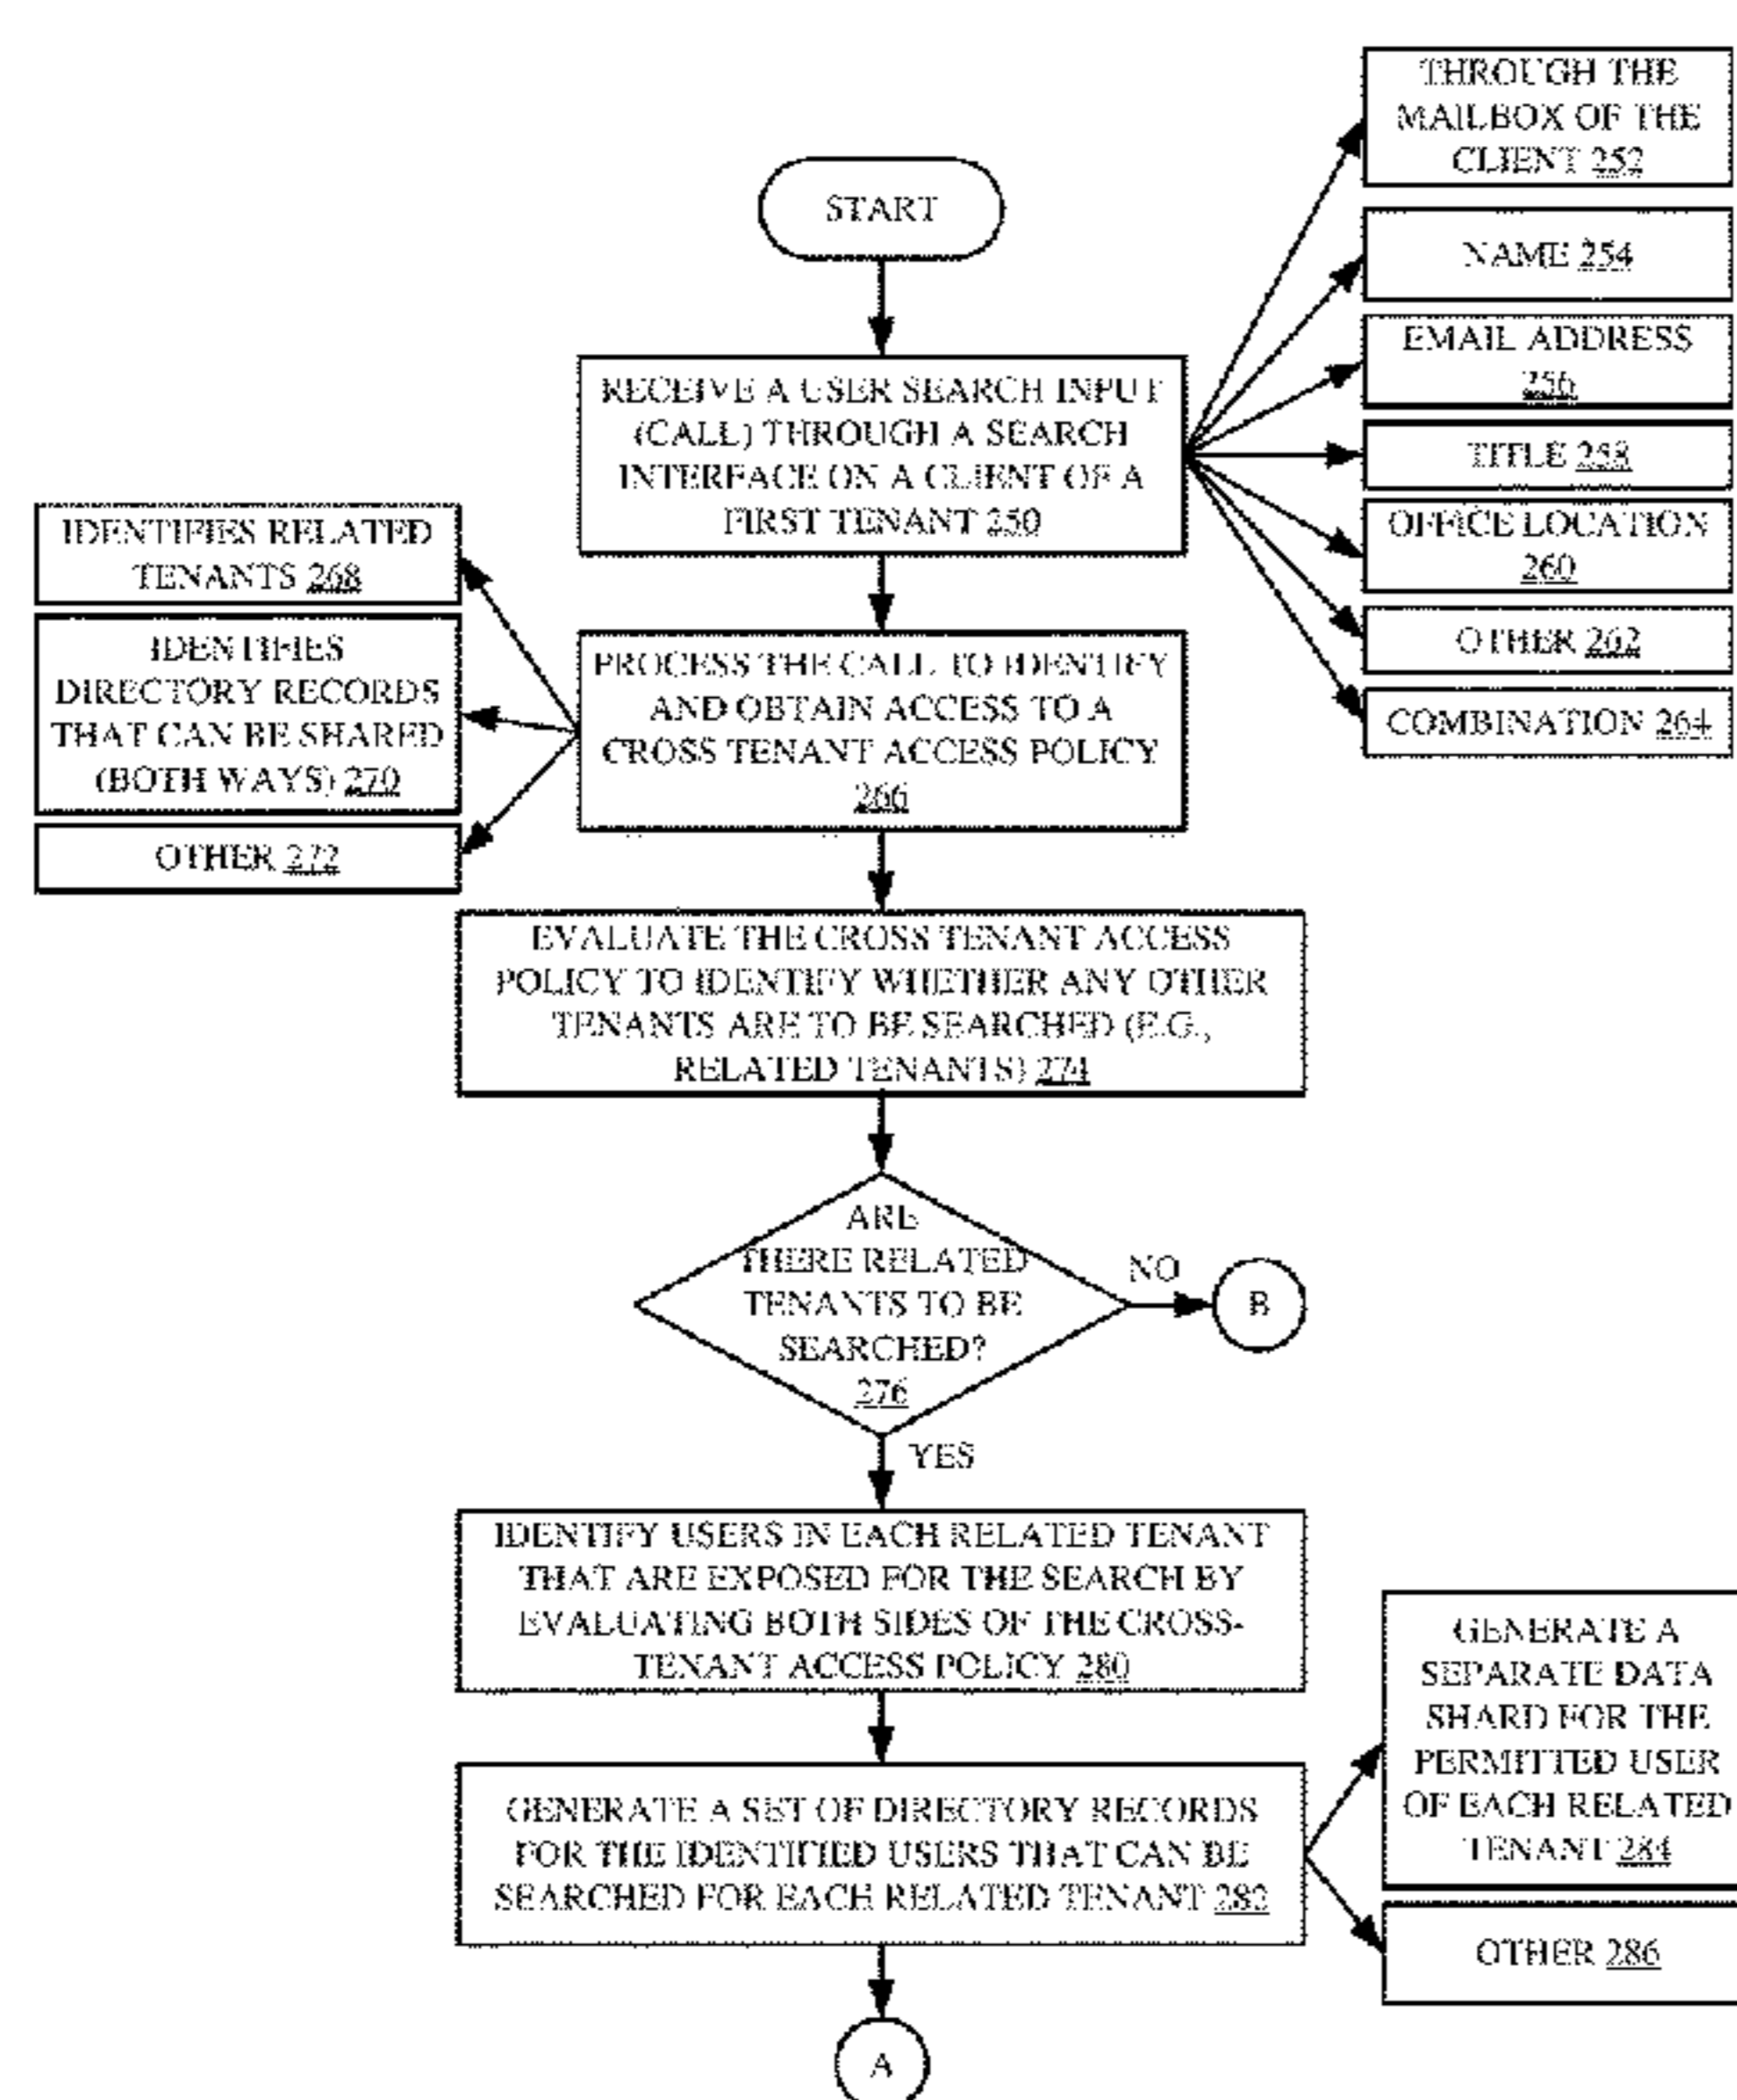 START
RECEIVE A USER SEARCH INPUT
(CALL) THROUGH A SEARCH
INTERFACE ON A CLIENT OF A
FIRST TENANT 250
THROUGH THE
MAILBOX OF THE
CLIENT 252
NAME 254
EMAIL ADDRESS
256
TITLE 258
OFFICE LOCATION
260
OTHER 262
COMBINATION 264
PROCESS THE CALL TO IDENTIFY
AND OBTAIN ACCESS TO A
CROSS TENANT ACCESS POLICY
266
IDENTIFIES RELATED
TENANTS 268
IDENTIFIES
DIRECTORY RECORDS
THAT CAN BE SHARED
(BOTH WAYS) 270
OTHER 272
EVALUATE THE CROSS TENANT ACCESS
POLICY TO IDENTIFY WHETHER ANY OTHER
TENANTS ARE TO BE SEARCHED (E.G.,
RELATED TENANTS) 274
ARE
THERE RELATED
TENANTS TO BE
SEARCHED?
276
NO
B
YES
IDENTIFY USERS IN EACH RELATED TENANT
THAT ARE EXPOSED FOR THE SEARCH BY
EVALUATING BOTH SIDES OF THE CROSS-
TENANT ACCESS POLICY 280
GENERATE A SET OF DIRECTORY RECORDS
FOR THE IDENTIFIED USERS THAT CAN BE
SEARCHED FOR EACH RELATED TENANT 282
GENERATE A
SEPARATE DATA
SHARD FOR THE
PERMITTED USER
OF EACH RELATED
TENANT 284
OTHER 286
A